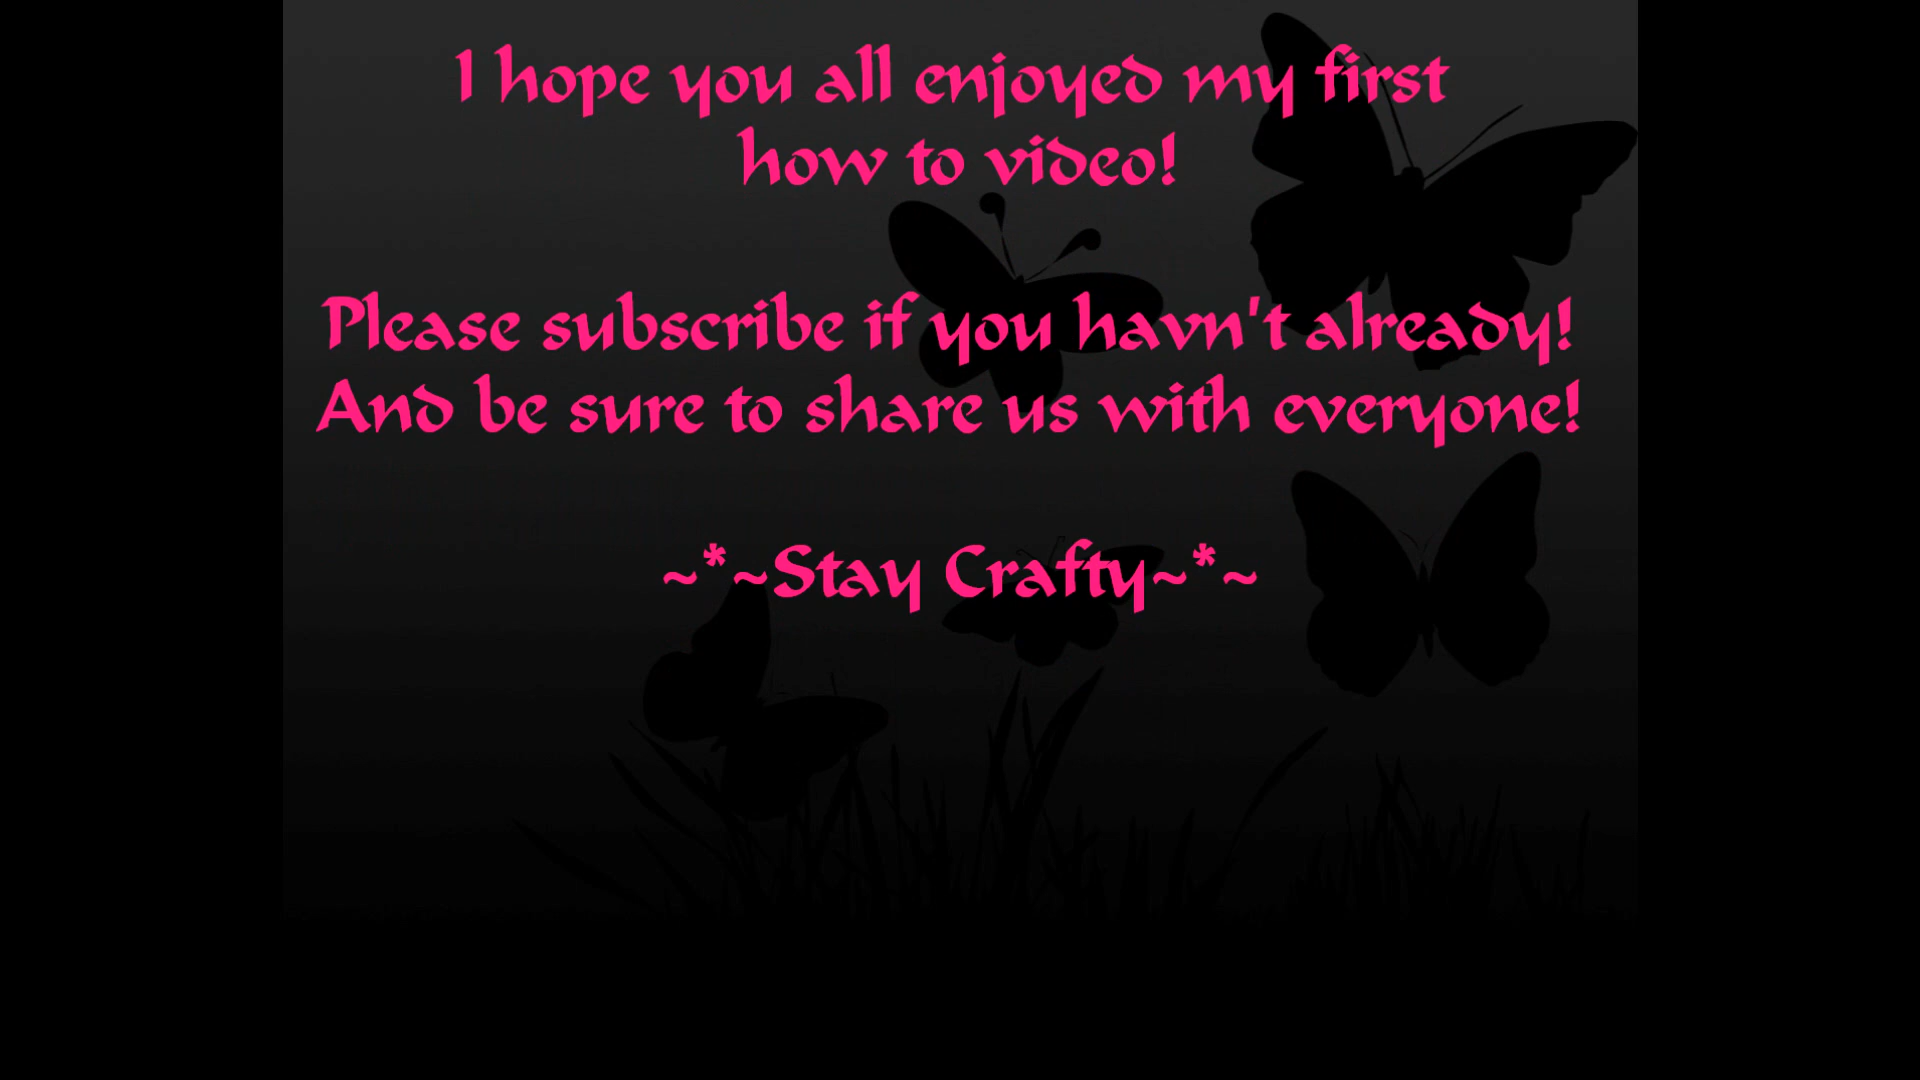 I hope you all enjoyed my first
how to video!
Please subscribe if you havn't already!
And be sure to share us with everyone!
~*~Stay Crafty~*~